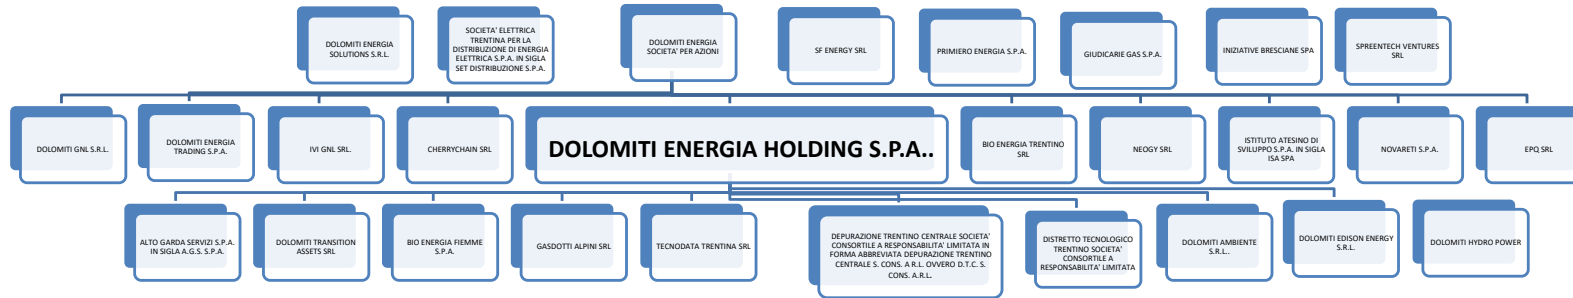 DOLOMITI ENERGIA
SOLUTIONS S.R.L.
SOCIETA' ELETTRICA
TRENTINA PER LA
DISTRIBUZIONE DI ENERGIA
ELETTRICA S.P.A. IN SIGLA
SET DISTRIBUZIONE S.P.A.
DOLOMITI ENERGIA
SOCIETA' PER AZIONI
SF ENERGY SRL
PRIMIERO ENERGIA S.P.A.
GIUDICARIE GAS S.P.A.
INIZIATIVE BRESCIANE SPA
SPREENTECH VENTURES
SRL
DOLOMITI GNL S.R.L.
DOLOMITI ENERGIA
TRADING S.P.A.
IVI GNL SRL.
CHERRYCHAIN SRL
DOLOMITI ENERGIA HOLDING S.P.A..
BIO ENERGIA TRENTINO
SRL
NEOGY SRL
ISTITUTO ATESINO DI
SVILUPPO S.P.A. IN SIGLA
ISA SPA
NOVARETI S.P.A.
EPQ SRL
ALTO GARDA SERVIZI S.P.A.
IN SIGLA A.G.S. S.P.A.
DOLOMITI TRANSITION
ASSETS SRL
BIO ENERGIA FIEMME
S.P.A.
GASDOTTI ALPINI SRL
TECNODATA TRENTINA SRL
DEPURAZIONE TRENTINO CENTRALE SOCIETA'
CONSORTILE A RESPONSABILITA' LIMITATA IN
FORMA ABBREVIATA DEPURAZIONE TRENTINO
CENTRALE S. CONS. A R.L. OVVERO D.T.C. S.
CONS. A.R.L.
DISTRETTO TECNOLOGICO
TRENTINO SOCIETA'
CONSORTILE A
RESPONSABILITA' LIMITATA
DOLOMITI AMBIENTE
S.R.L..
DOLOMITI EDISON ENERGY
S.R.L.
DOLOMITI HYDRO POWER